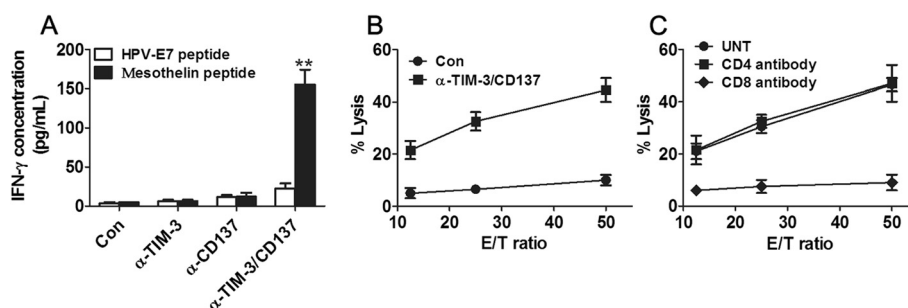 A
HPV-E7 peptide
Mesothelin peptide
IFN-γ concentration
(pg/mL)
200
150
100
50
0
**
Con
α-TIM-3
α-CD137
α-TIM-3/CD137
B
Con
α-TIM-3/CD137
% Lysis
60
40
20
0
10
20
30
40
50
E/T ratio
C
UNT
CD4 antibody
CD8 antibody
% Lysis
60
40
20
0
10
20
30
40
50
E/T ratio